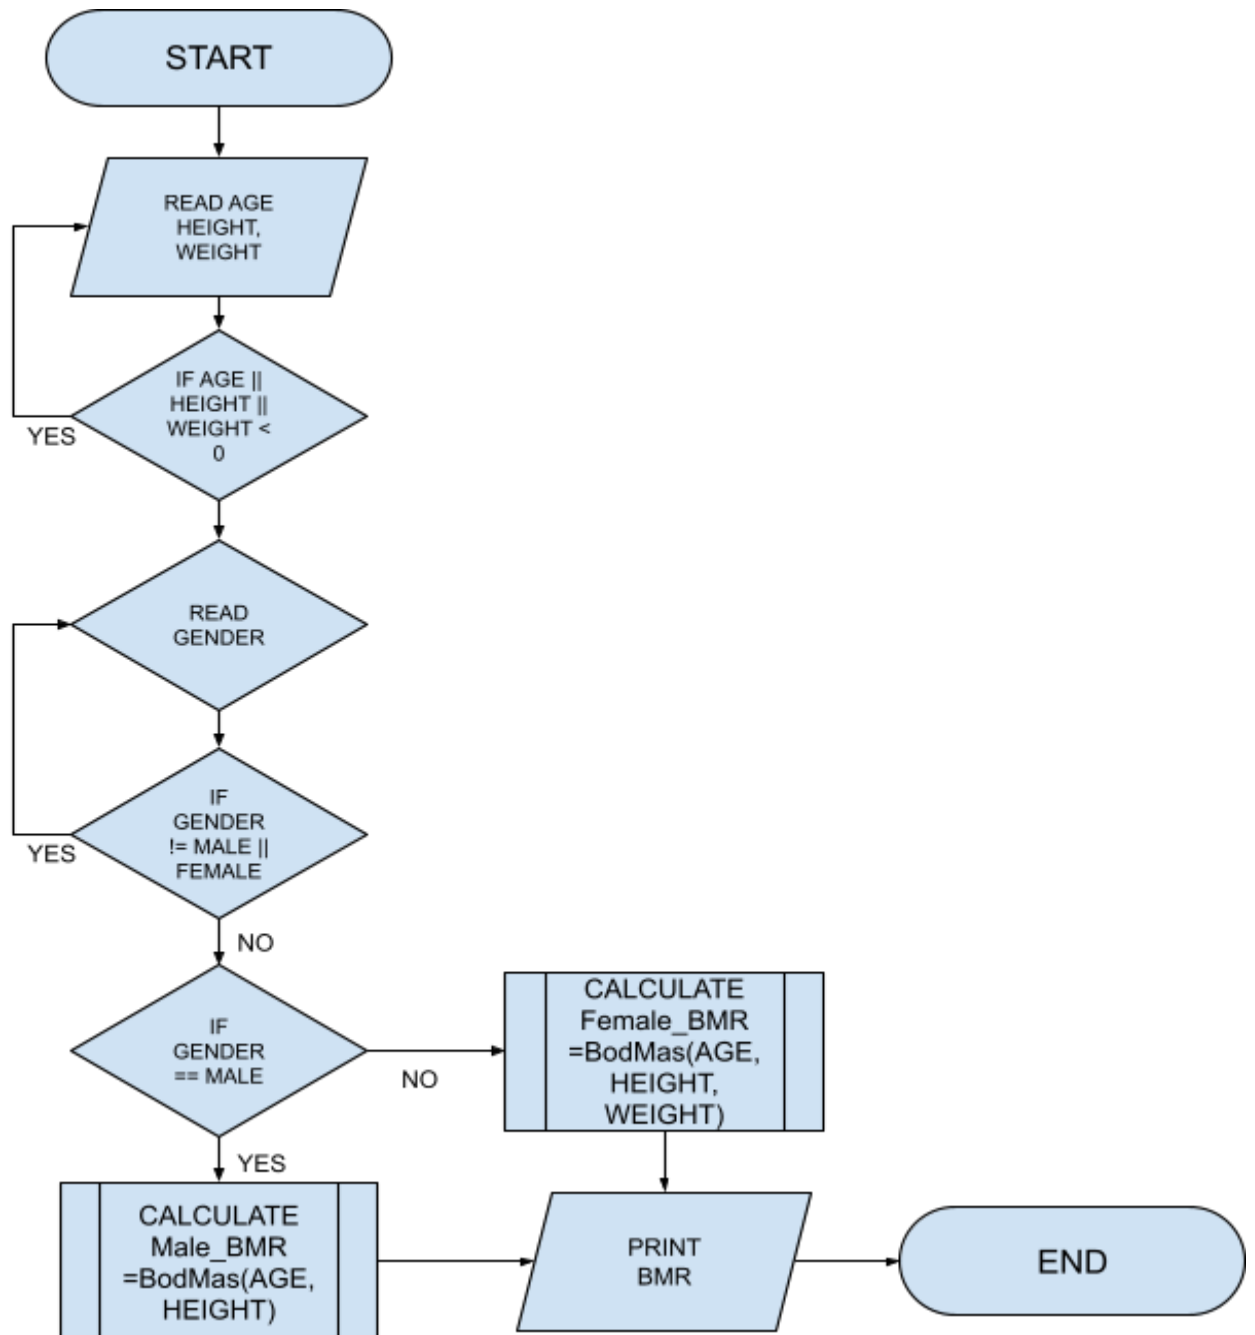 START
READ AGE
HEIGHT,
WEIGHT
IF AGE ||
HEIGHT ||
WEIGHT <
0
YES
READ
GENDER
IF
GENDER
!= MALE ||
FEMALE
YES
NO
IF
GENDER
== MALE
NO
CALCULATE
Female_BMR
=BodMas(AGE,
HEIGHT,
WEIGHT)
YES
CALCULATE
Male_BMR
=BodMas(AGE,
HEIGHT)
PRINT
BMR
END